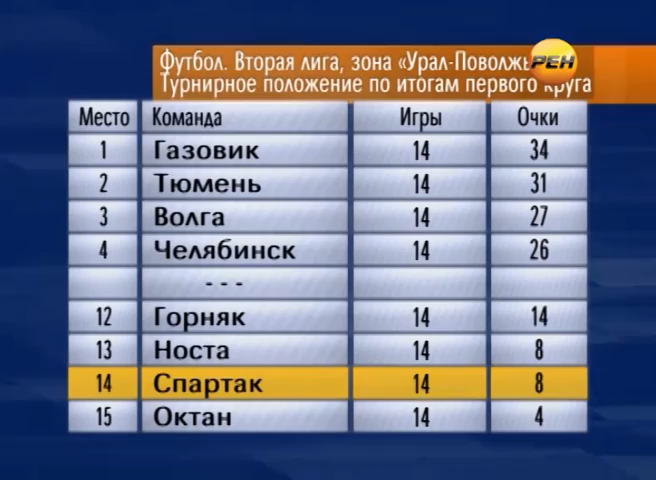 Футбол. Вторая лига, зона «Урал-Поволжь
РЕН
Турнирное положение по итогам первого круга
Место Команда Игры Очки
1 Газовик 14 34
2 Тюмень 14 31
3 Волга 14 27
4 Челябинск 14 26
- - -
12 Горняк 14 14
13 Носта 14 8
14 Спартак 14 8
15 Октан 14 4